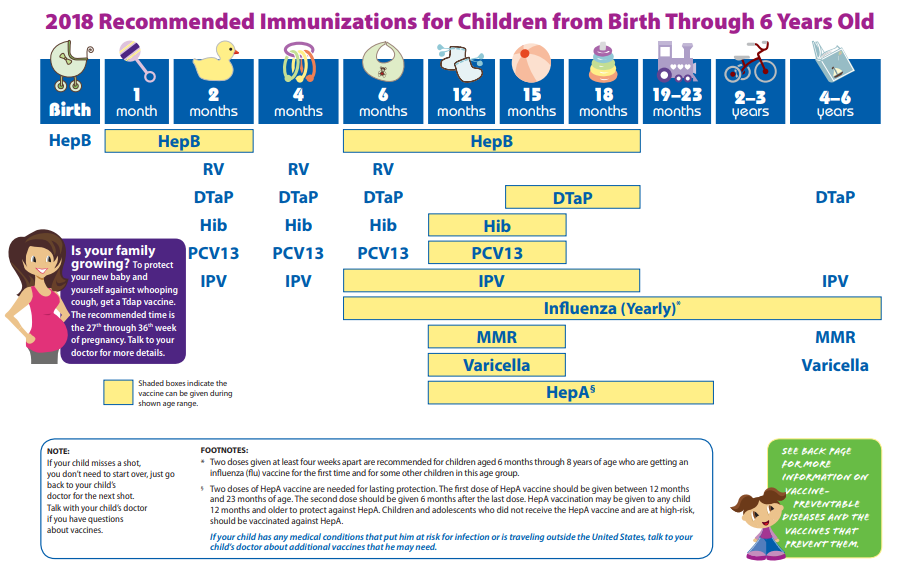 2018 Recommended Immunizations for Children from Birth Through 6 Years Old
Birth
1 month
2 months
4 months
6 months
12 months
15 months
18 months
19–23 months
2–3 years
4–6 years
HepB HepB HepB
RV RV RV
DTaP DTaP DTaP DTaP DTaP
Hib Hib Hib Hib
PCV13 PCV13 PCV13 PCV13
IPV IPV IPV IPV
Influenza (Yearly)*
MMR MMR
Varicella Varicella
HepA§
Is your family
growing? To protect
your new baby and
yourself against whooping
cough, get a Tdap vaccine.
The recommended time is
the 27th through 36th week
of pregnancy. Talk to your
doctor for more details.
Shaded boxes indicate the
vaccine can be given during
shown age range.
NOTE:
If your child misses a shot,
you don't need to start over, just go
back to your child's
doctor for the next shot.
Talk with your child's doctor
if you have questions
about vaccines.
FOOTNOTES:
* Two doses given at least four weeks apart are recommended for children aged 6 months through 8 years of age who are getting an
influenza (flu) vaccine for the first time and for some other children in this age group.
§ Two doses of HepA vaccine are needed for lasting protection. The first dose of HepA vaccine should be given between 12 months
and 23 months of age. The second dose should be given 6 months after the last dose. HepA vaccination may be given to any child
12 months and older to protect against HepA. Children and adolescents who did not receive the HepA vaccine and are at high-risk,
should be vaccinated against HepA.
If your child has any medical conditions that put him at risk for infection or is traveling outside the United States, talk to your
child's doctor about additional vaccines that he may need.
SEE BACK PAGE
FOR MORE
INFORMATION ON
VACCINE-
PREVENTABLE
DISEASES AND THE
VACCINES THAT
PREVENT THEM.